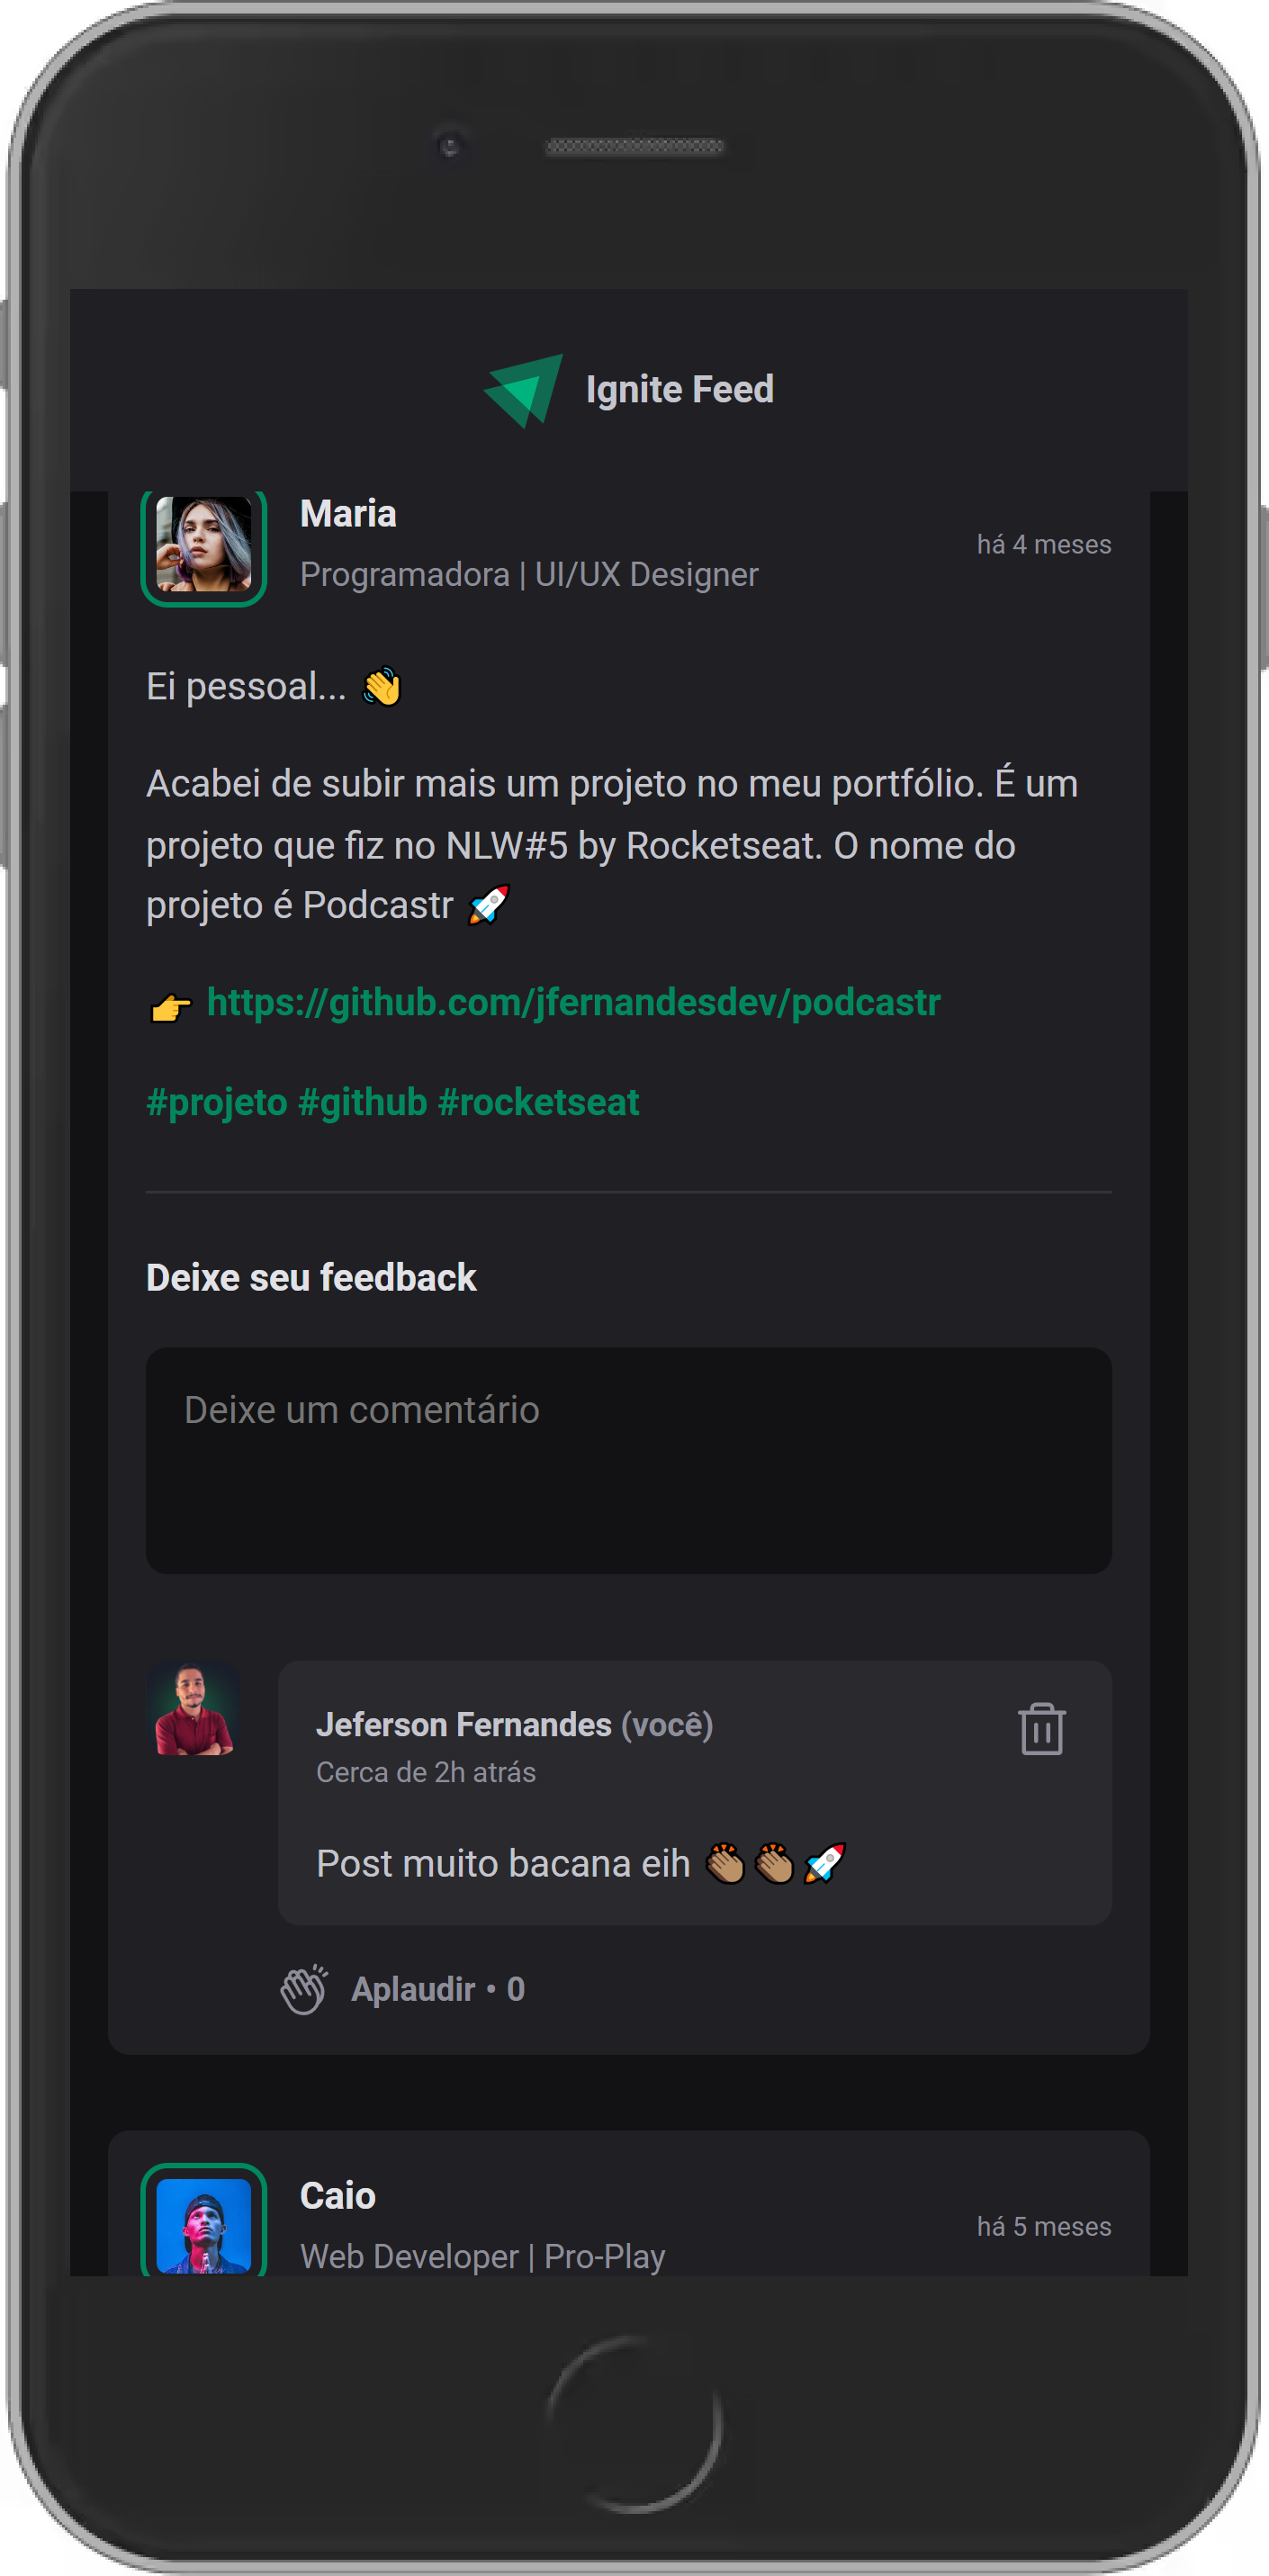 Ignite Feed
Maria
há 4 meses
Programadora | UI/UX Designer
Ei pessoal... 👋
Acabei de subir mais um projeto no meu portfólio. É um
projeto que fiz no NLW#5 by Rocketseat. O nome do
projeto é Podcastr 🚀
👉 https://github.com/jfernandesdev/podcastr
#projeto #github #rocketseat
Deixe seu feedback
Deixe um comentário
Jeferson Fernandes (você)
Cerca de 2h atrás
Post muito bacana eih 👏🏽👏🏽🚀
Aplaudir • 0
Caio
há 5 meses
Web Developer | Pro-Play